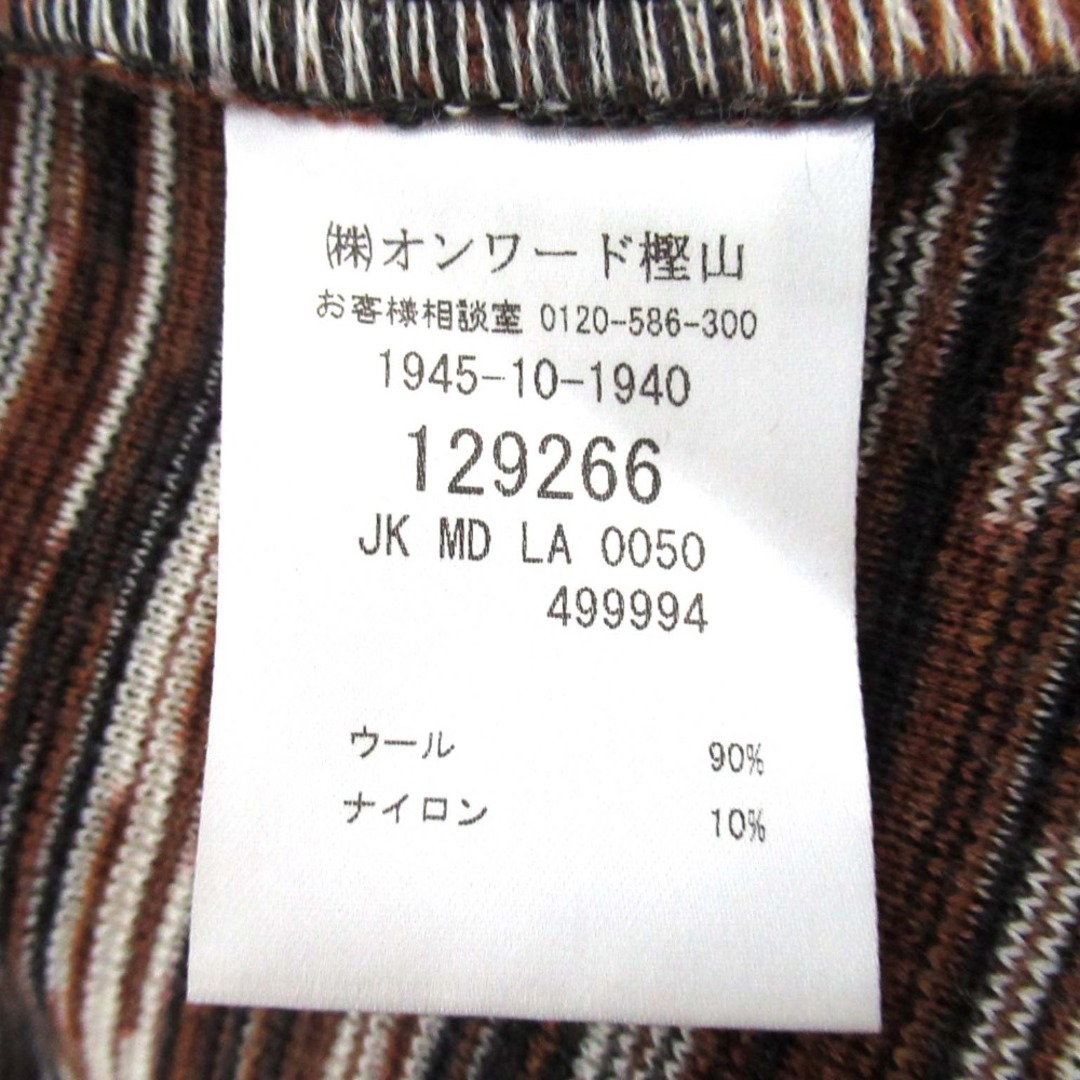 ㈱オンワード樫山
お客様相談室 0120-586-300
1945-10-1940
129266
JK MD LA 0050
499994
ウール 90%
ナイロン 10%